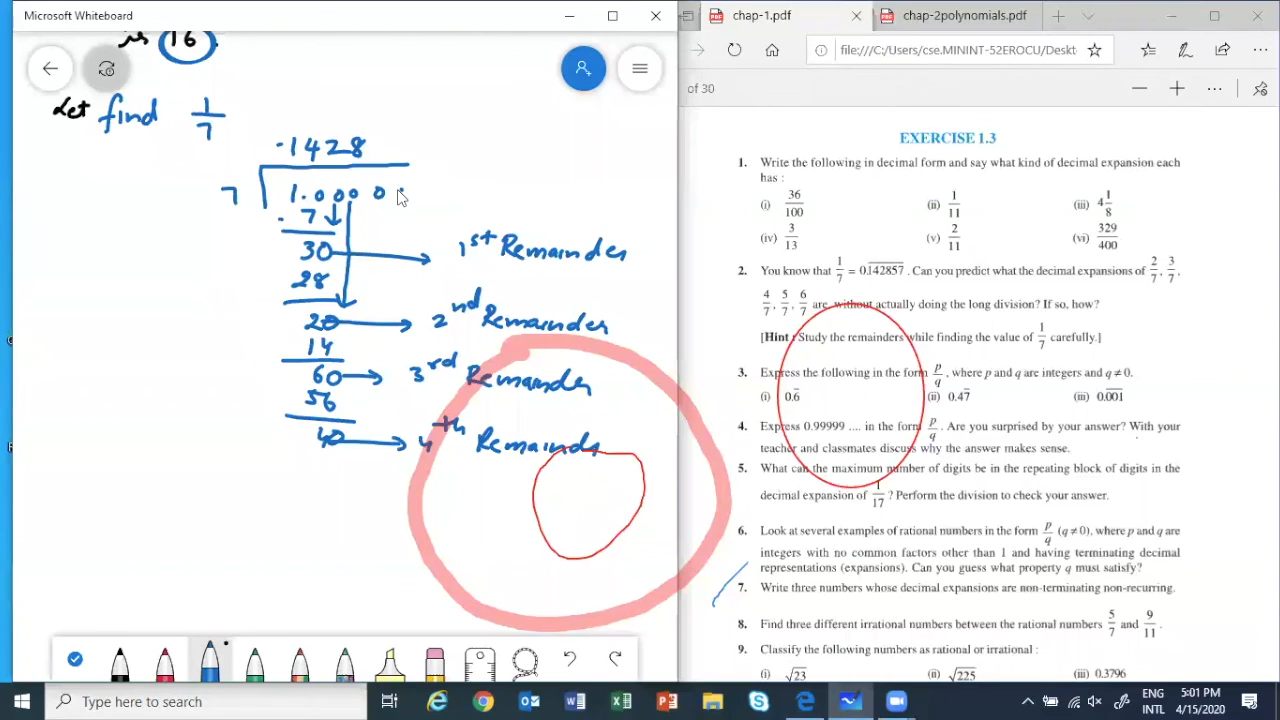 Microsoft Whiteboard
is 16.
Let find 1/7
.1428
7 1.0000
.7
30 → 1st Remainder
28
20 → 2nd Remainder
14
60 → 3rd Remainder
56
40 → 4th Remainds
chap-1.pdf
chap-2polynomials.pdf
file:///C:/Users/cse.MININT-52EROCU/Deskt
of 30
EXERCISE 1.3
1. Write the following in decimal form and say what kind of decimal expansion each
has :
(i) 36/100 (ii) 1/11 (iii) 4 1/8
(iv) 3/13 (v) 2/11 (vi) 329/400
2. You know that 1/7 = 0.1̅4̅2̅8̅5̅7̅. Can you predict what the decimal expansions of 2/7, 3/7,
4/7, 5/7, 6/7 are, without actually doing the long division? If so, how?
[Hint : Study the remainders while finding the value of 1/7 carefully.]
3. Express the following in the form p/q, where p and q are integers and q ≠ 0.
(i) 0.6̅ (ii) 0.47̅ (iii) 0.0̅0̅1̅
4. Express 0.99999 .... in the form p/q. Are you surprised by your answer? With your
teacher and classmates discuss why the answer makes sense.
5. What can the maximum number of digits be in the repeating block of digits in the
decimal expansion of 1/17 ? Perform the division to check your answer.
6. Look at several examples of rational numbers in the form p/q (q ≠ 0), where p and q are
integers with no common factors other than 1 and having terminating decimal
representations (expansions). Can you guess what property q must satisfy?
7. Write three numbers whose decimal expansions are non-terminating non-recurring.
8. Find three different irrational numbers between the rational numbers 5/7 and 9/11.
9. Classify the following numbers as rational or irrational :
(i) √23 (ii) √225 (iii) 0.3796
Type here to search
ENG
INTL
5:01 PM
4/15/2020